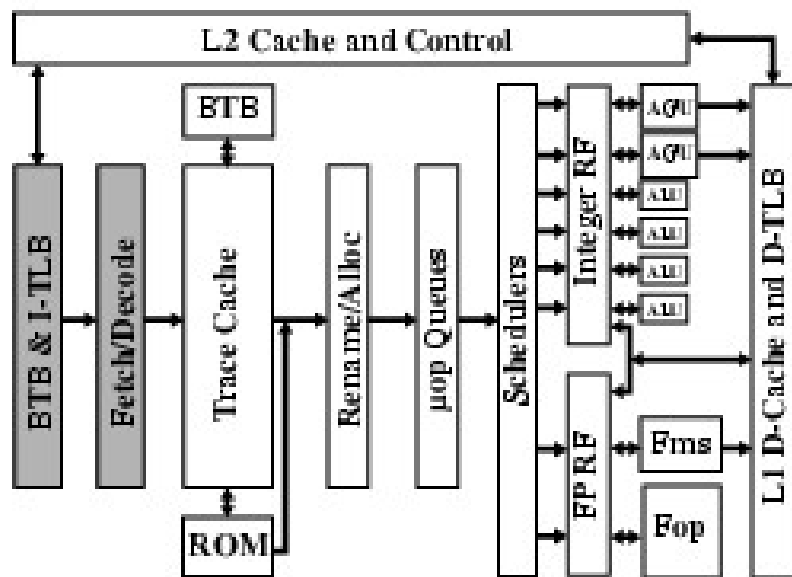 L2 Cache and Control
BTB
BTB & I-TLB
Fetch/Decode
Trace Cache
ROM
Rename/Alloc
µop Queues
Schedulers
Integer RF
FP RF
AGU
AGU
ALU
ALU
ALU
ALU
Fms
Fop
L1 D-Cache and D-TLB